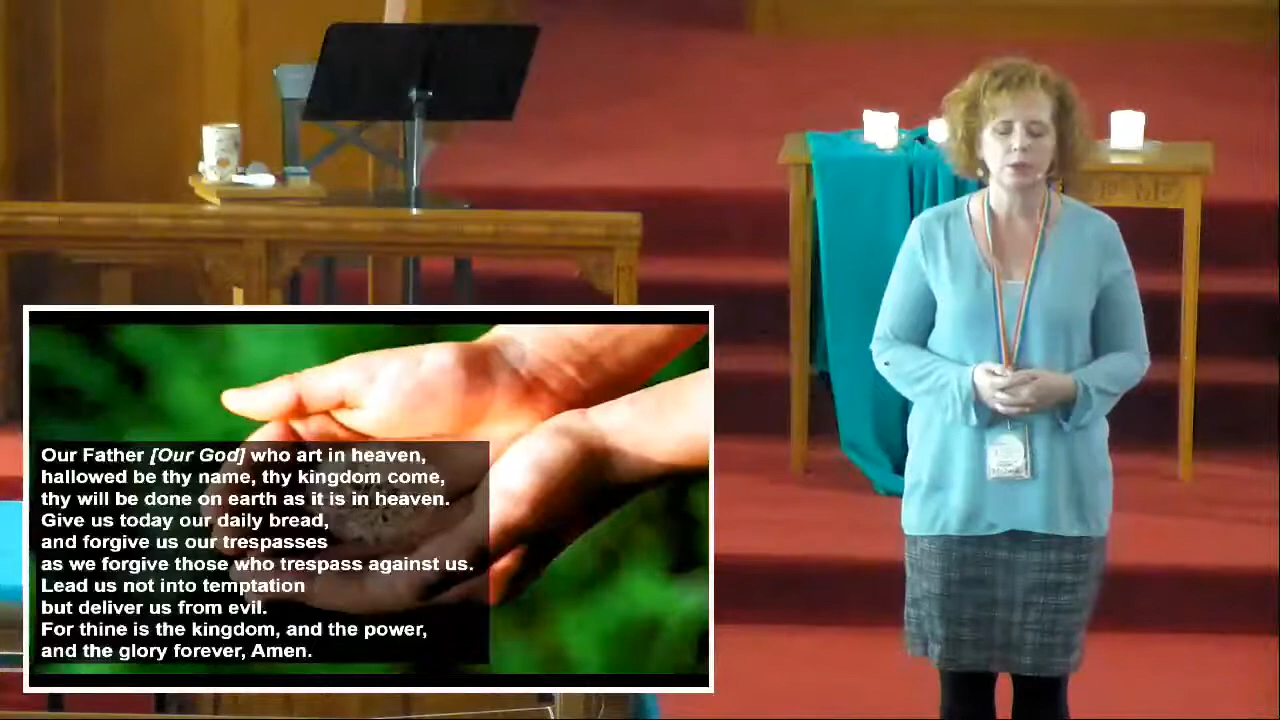 Our Father [Our God] who art in heaven,
hallowed be thy name, thy kingdom come,
thy will be done on earth as it is in heaven.
Give us today our daily bread,
and forgive us our trespasses
as we forgive those who trespass against us.
Lead us not into temptation
but deliver us from evil.
For thine is the kingdom, and the power,
and the glory forever, Amen.